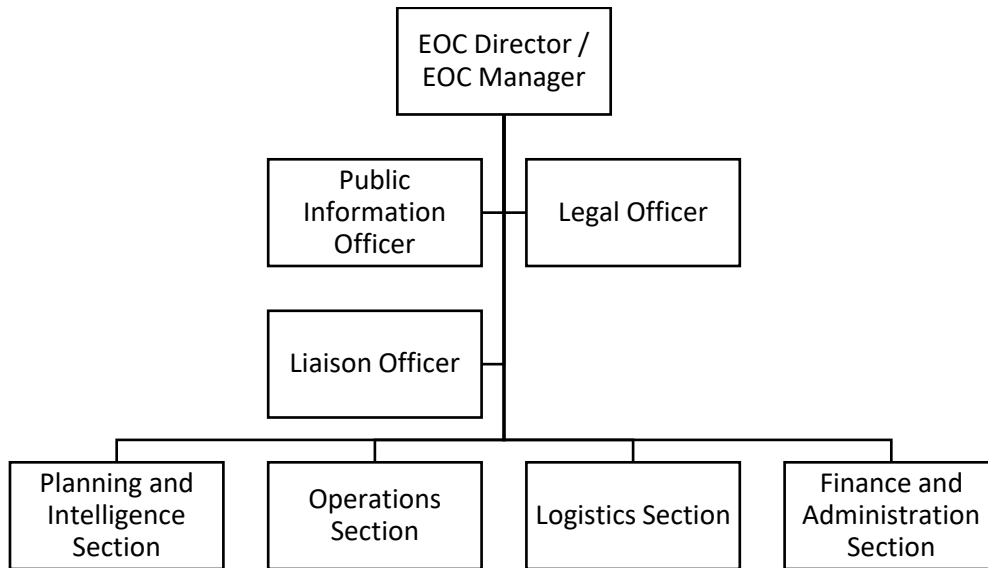 EOC Director /
EOC Manager
Public
Information
Officer
Legal Officer
Liaison Officer
Planning and
Intelligence
Section
Operations
Section
Logistics Section
Finance and
Administration
Section